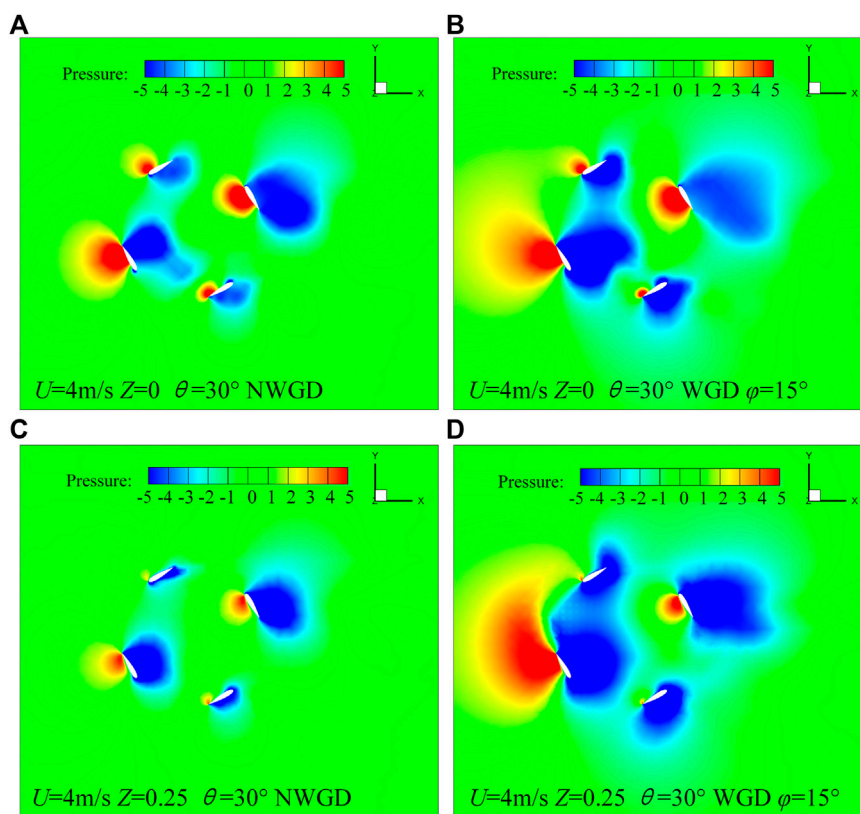 A
Pressure:
-5 -4 -3 -2 -1 0 1 2 3 4 5
Y
X
U=4m/s Z=0 θ=30° NWGD
B
Pressure:
-5 -4 -3 -2 -1 0 1 2 3 4 5
Y
X
U=4m/s Z=0 θ=30° WGD φ=15°
C
Pressure:
-5 -4 -3 -2 -1 0 1 2 3 4 5
Y
X
U=4m/s Z=0.25 θ=30° NWGD
D
Pressure:
-5 -4 -3 -2 -1 0 1 2 3 4 5
Y
X
U=4m/s Z=0.25 θ=30° WGD φ=15°